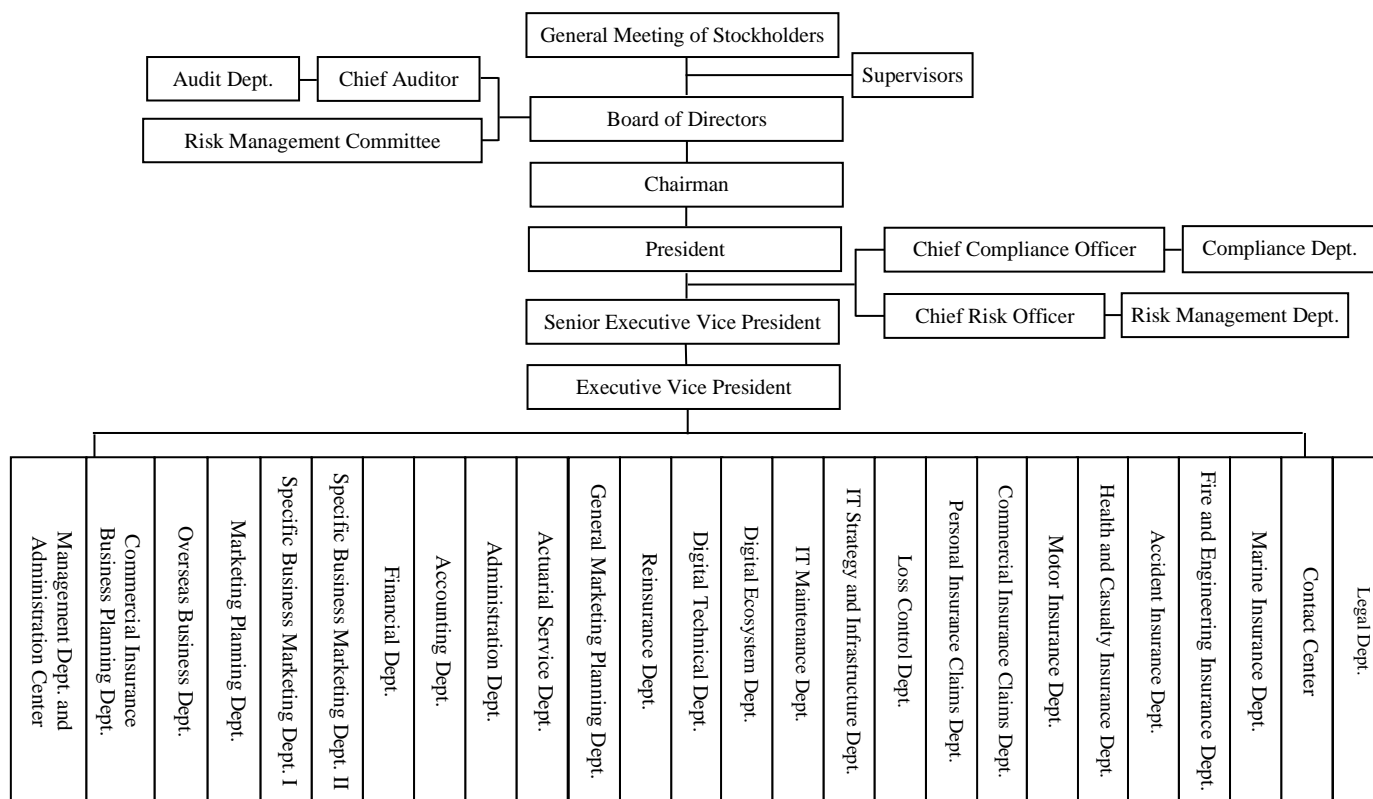 General Meeting of Stockholders
Supervisors
Audit Dept.
Chief Auditor
Board of Directors
Risk Management Committee
Chairman
President
Chief Compliance Officer
Compliance Dept.
Senior Executive Vice President
Chief Risk Officer
Risk Management Dept.
Executive Vice President
Management Dept. and
Administration Center
Commercial Insurance
Business Planning Dept.
Overseas Business Dept.
Marketing Planning Dept.
Specific Business Marketing Dept. I
Specific Business Marketing Dept. II
Financial Dept.
Accounting Dept.
Administration Dept.
Actuarial Service Dept.
General Marketing Planning Dept.
Reinsurance Dept.
Digital Technical Dept.
Digital Ecosystem Dept.
IT Maintenance Dept.
IT Strategy and Infrastructure Dept.
Loss Control Dept.
Personal Insurance Claims Dept.
Commercial Insurance Claims Dept.
Motor Insurance Dept.
Health and Casualty Insurance Dept.
Accident Insurance Dept.
Fire and Engineering Insurance Dept.
Marine Insurance Dept.
Contact Center
Legal Dept.